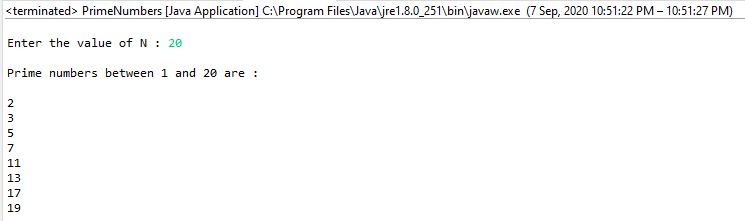 <terminated> PrimeNumbers [Java Application] C:\Program Files\Java\jre1.8.0_251\bin\javaw.exe (7 Sep, 2020 10:51:22 PM – 10:51:27 PM)
Enter the value of N : 20
Prime numbers between 1 and 20 are :
2
3
5
7
11
13
17
19